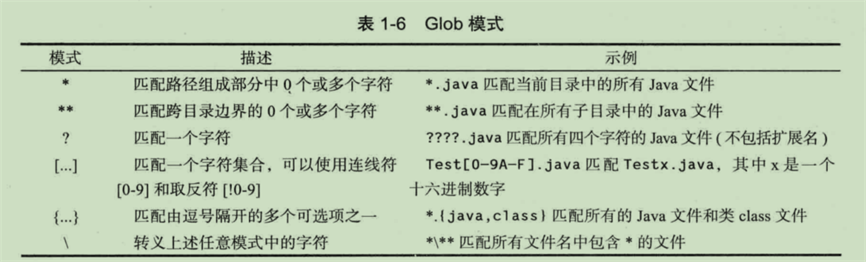 表 1-6 Glob 模式
模式 描述 示例
* 匹配路径组成部分中 0 个或多个字符 *.java 匹配当前目录中的所有 Java 文件
** 匹配跨目录边界的 0 个或多个字符 **.java 匹配在所有子目录中的 Java 文件
? 匹配一个字符 ????.java 匹配所有四个字符的 Java 文件 ( 不包括扩展名 )
[...] 匹配一个字符集合，可以使用连线符 Test[0-9A-F].java 匹配 Testx.java，其中 x 是一个
[0-9] 和取反符 [!0-9] 十六进制数字
{...} 匹配由逗号隔开的多个可选项之一 *.{java,class} 匹配所有的 Java 文件和类 class 文件
\ 转义上述任意模式中的字符 *\** 匹配所有文件名中包含 * 的文件